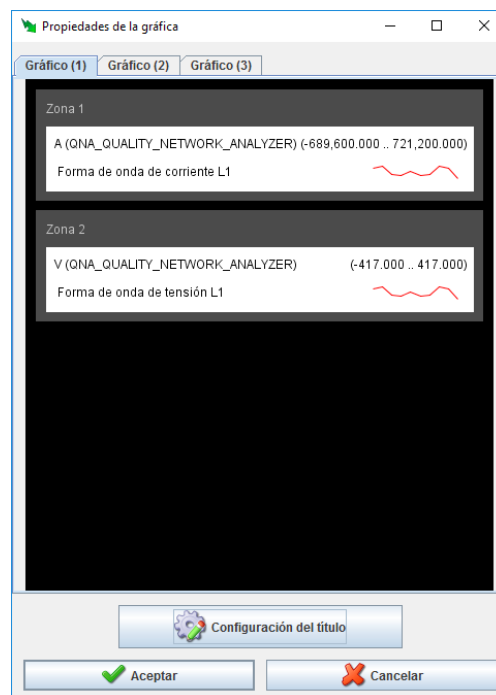 Propiedades de la gráfica
Gráfico (1) Gráfico (2) Gráfico (3)
Zona 1
A (QNA_QUALITY_NETWORK_ANALYZER) (-689,600.000 .. 721,200.000)
Forma de onda de corriente L1
Zona 2
V (QNA_QUALITY_NETWORK_ANALYZER) (-417.000 .. 417.000)
Forma de onda de tensión L1
Configuración del titulo
Aceptar Cancelar